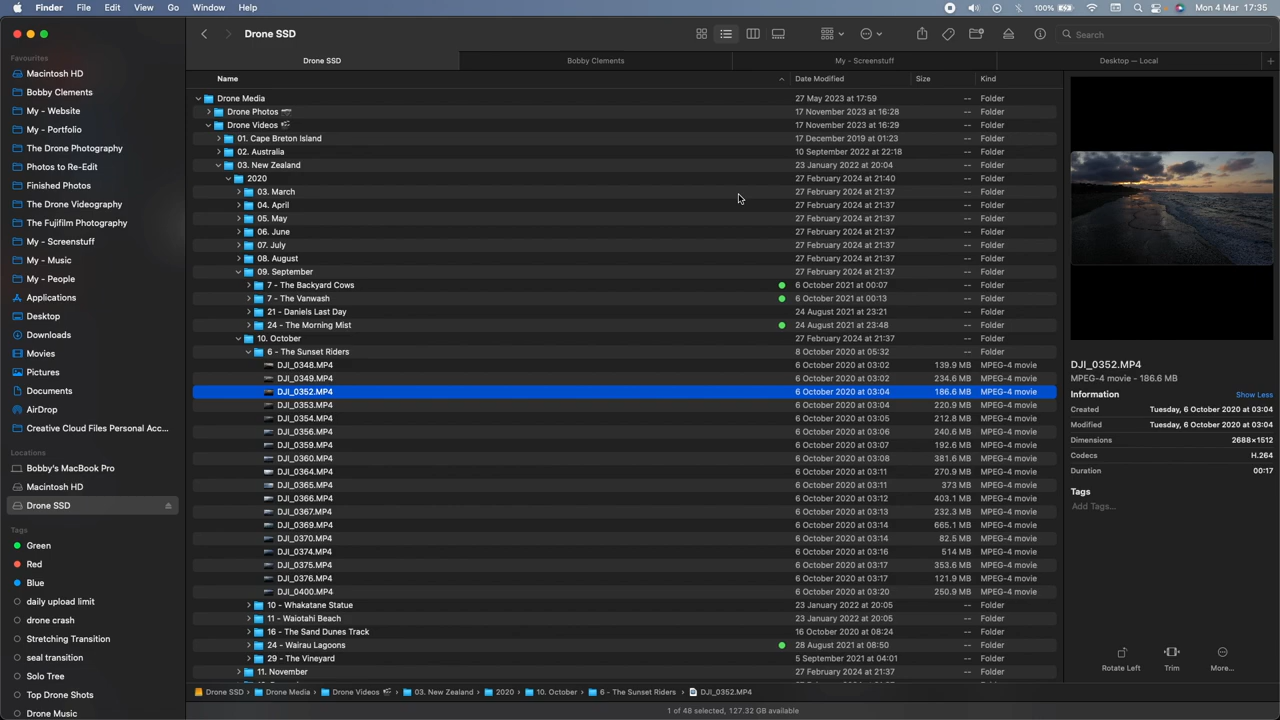 Finder File Edit View Go Window Help 100% Mon 4 Mar 17:35
Drone SSD Search
Drone SSD Bobby Clements My - Screenstuff Desktop — Local
Favourites
Macintosh HD
Bobby Clements
My - Website
My - Portfolio
The Drone Photography
Photos to Re-Edit
Finished Photos
The Drone Videography
The Fujifilm Photography
My - Screenstuff
My - Music
My - People
Applications
Desktop
Downloads
Movies
Pictures
Documents
AirDrop
Creative Cloud Files Personal Acc...
Locations
Bobby's MacBook Pro
Macintosh HD
Drone SSD
Tags
Green
Red
Blue
daily upload limit
drone crash
Stretching Transition
seal transition
Solo Tree
Top Drone Shots
Drone Music
Name Date Modified Size Kind
Drone Media 27 May 2023 at 17:59 -- Folder
Drone Photos 17 November 2023 at 16:28 -- Folder
Drone Videos 17 November 2023 at 16:29 -- Folder
01. Cape Breton Island 17 December 2019 at 01:23 -- Folder
02. Australia 10 September 2022 at 22:18 -- Folder
03. New Zealand 23 January 2022 at 20:04 -- Folder
2020 27 February 2024 at 21:40 -- Folder
03. March 27 February 2024 at 21:37 -- Folder
04. April 27 February 2024 at 21:37 -- Folder
05. May 27 February 2024 at 21:37 -- Folder
06. June 27 February 2024 at 21:37 -- Folder
07. July 27 February 2024 at 21:37 -- Folder
08. August 27 February 2024 at 21:37 -- Folder
09. September 27 February 2024 at 21:37 -- Folder
7 - The Backyard Cows 6 October 2021 at 00:07 -- Folder
7 - The Vanwash 6 October 2021 at 00:13 -- Folder
21 - Daniels Last Day 24 August 2021 at 23:21 -- Folder
24 - The Morning Mist 24 August 2021 at 23:48 -- Folder
10. October 27 February 2024 at 21:37 -- Folder
6 - The Sunset Riders 8 October 2020 at 05:32 -- Folder
DJI_0348.MP4 6 October 2020 at 03:02 139.9 MB MPEG-4 movie
DJI_0349.MP4 6 October 2020 at 03:02 234.6 MB MPEG-4 movie
DJI_0352.MP4 6 October 2020 at 03:04 186.6 MB MPEG-4 movie
DJI_0353.MP4 6 October 2020 at 03:04 220.9 MB MPEG-4 movie
DJI_0354.MP4 6 October 2020 at 03:05 212.8 MB MPEG-4 movie
DJI_0356.MP4 6 October 2020 at 03:06 240.6 MB MPEG-4 movie
DJI_0359.MP4 6 October 2020 at 03:07 192.6 MB MPEG-4 movie
DJI_0360.MP4 6 October 2020 at 03:08 381.6 MB MPEG-4 movie
DJI_0364.MP4 6 October 2020 at 03:11 270.9 MB MPEG-4 movie
DJI_0365.MP4 6 October 2020 at 03:11 373 MB MPEG-4 movie
DJI_0366.MP4 6 October 2020 at 03:12 403.1 MB MPEG-4 movie
DJI_0367.MP4 6 October 2020 at 03:13 232.3 MB MPEG-4 movie
DJI_0369.MP4 6 October 2020 at 03:14 665.1 MB MPEG-4 movie
DJI_0370.MP4 6 October 2020 at 03:14 82.5 MB MPEG-4 movie
DJI_0374.MP4 6 October 2020 at 03:16 514 MB MPEG-4 movie
DJI_0375.MP4 6 October 2020 at 03:17 353.6 MB MPEG-4 movie
DJI_0376.MP4 6 October 2020 at 03:17 121.9 MB MPEG-4 movie
DJI_0400.MP4 6 October 2020 at 03:20 250.9 MB MPEG-4 movie
10 - Whakatane Statue 23 January 2022 at 20:05 -- Folder
11 - Waiotahi Beach 23 January 2022 at 20:05 -- Folder
16 - The Sand Dunes Track 16 October 2020 at 08:24 -- Folder
24 - Wairau Lagoons 28 August 2021 at 08:50 -- Folder
29 - The Vineyard 5 September 2021 at 04:01 -- Folder
11. November 27 February 2024 at 21:37 -- Folder
DJI_0352.MP4
MPEG-4 movie - 186.6 MB
Information Show Less
Created Tuesday, 6 October 2020 at 03:04
Modified Tuesday, 6 October 2020 at 03:04
Dimensions 2688×1512
Codecs H.264
Duration 00:17
Tags
Add Tags...
Rotate Left Trim More...
Drone SSD › Drone Media › Drone Videos › 03. New Zealand › 2020 › 10. October › 6 - The Sunset Riders › DJI_0352.MP4
1 of 48 selected, 127.32 GB available